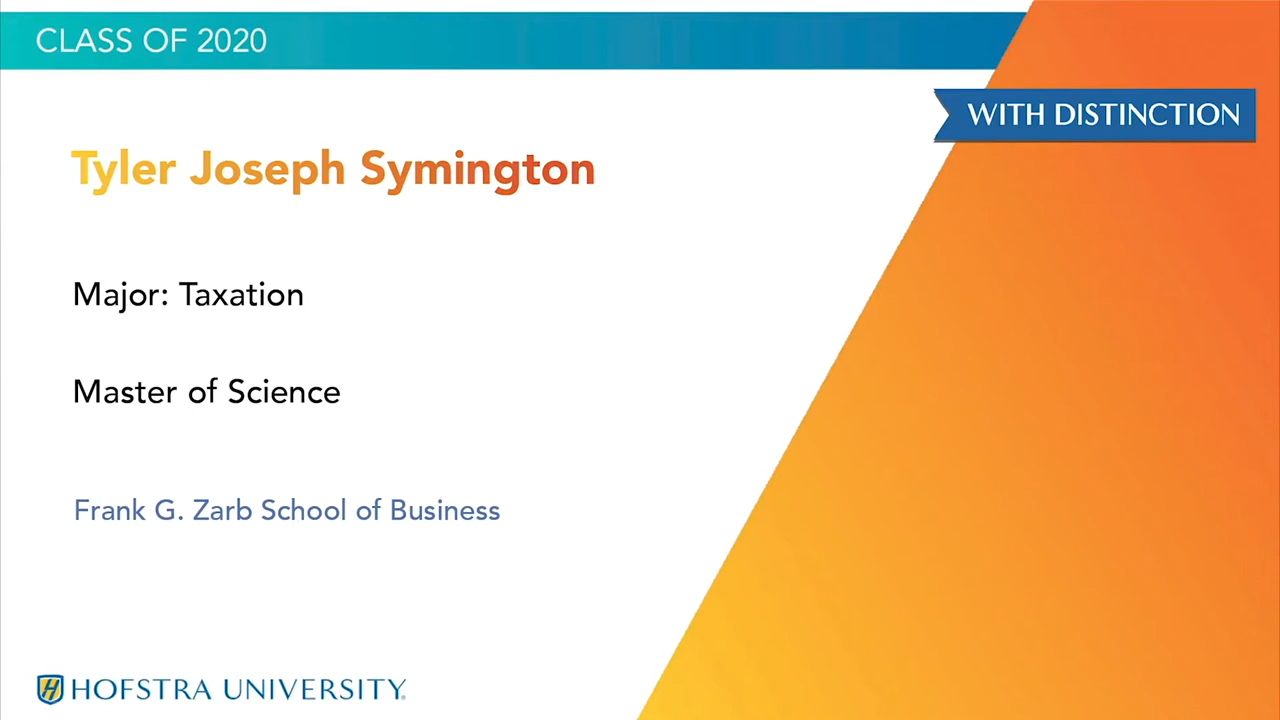 CLASS OF 2020
WITH DISTINCTION
Tyler Joseph Symington
Major: Taxation
Master of Science
Frank G. Zarb School of Business
H HOFSTRA UNIVERSITY®